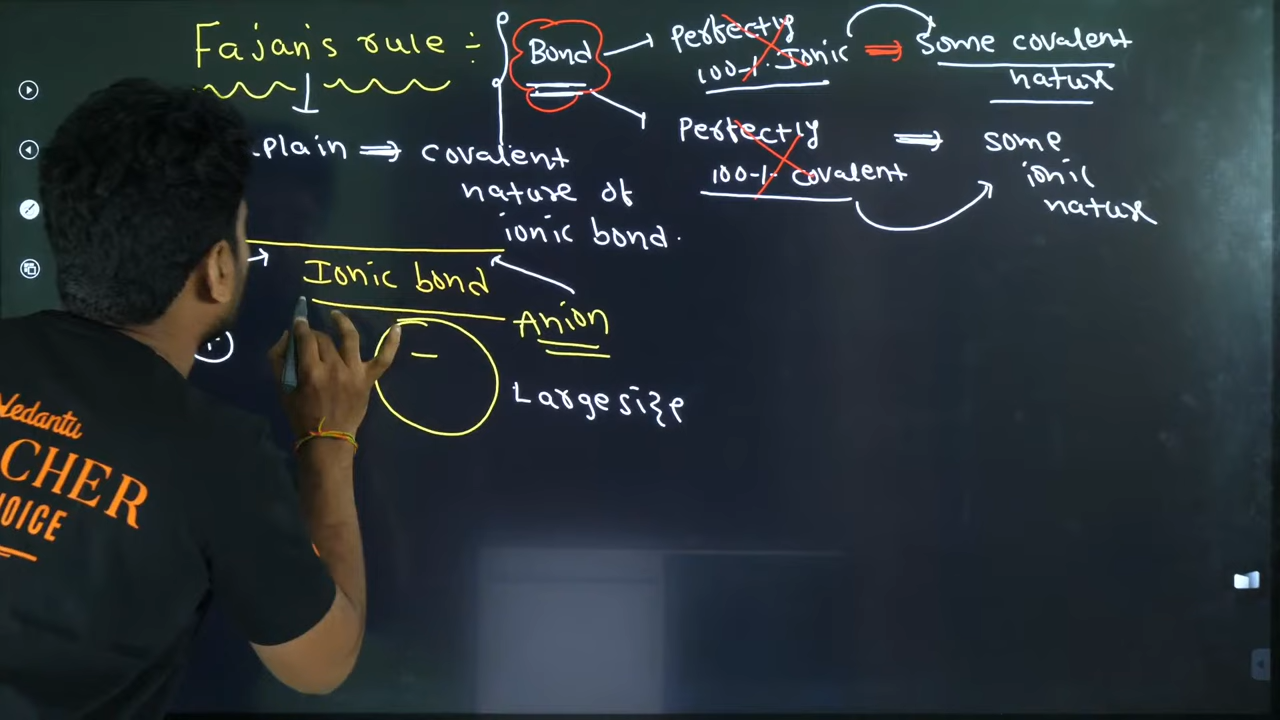 Fajan's rule :-
Bond
Perfectly
100-/. Ionic
Some covalent
nature
Perfectly
100-/- covalent
some
ionic
nature
plain ⇒ covalent
nature of
ionic bond.
Ionic bond
Anion
Large size
Vedantu
CHER
OICE